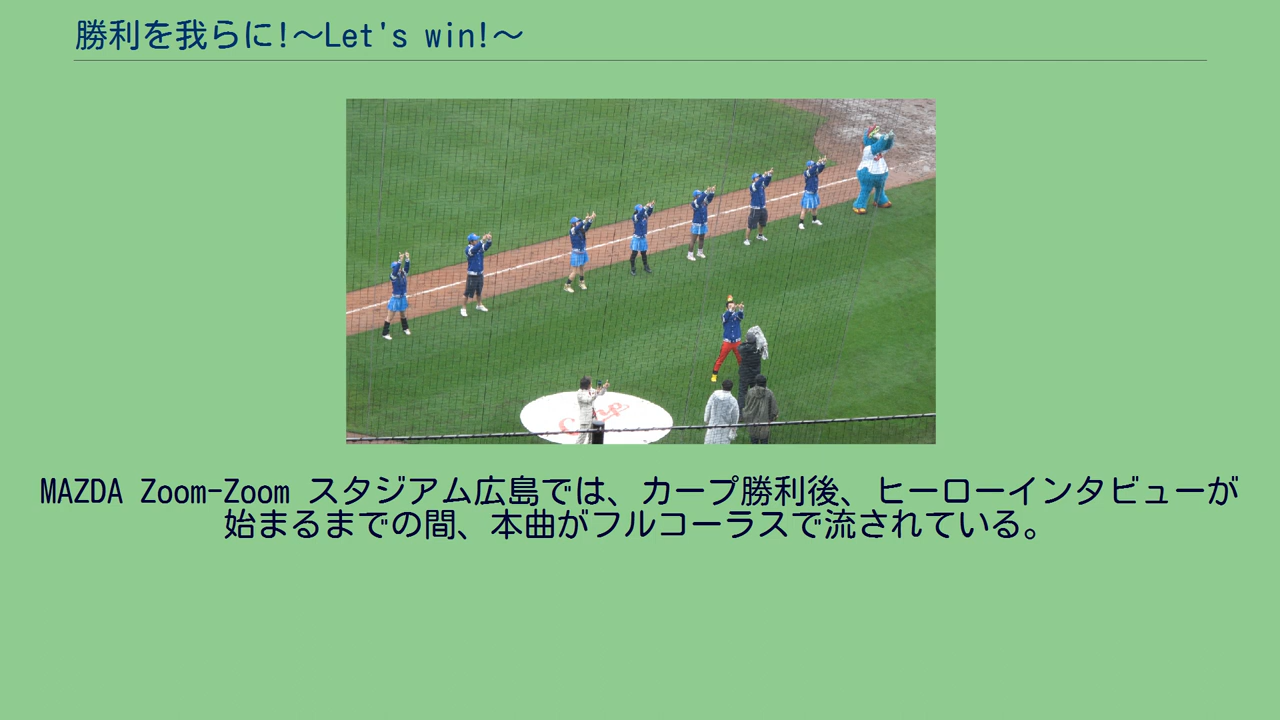 勝利を我らに!～Let's win!～
Carp
MAZDA Zoom-Zoom スタジアム広島では、カープ勝利後、ヒーローインタビューが
始まるまでの間、本曲がフルコーラスで流されている。